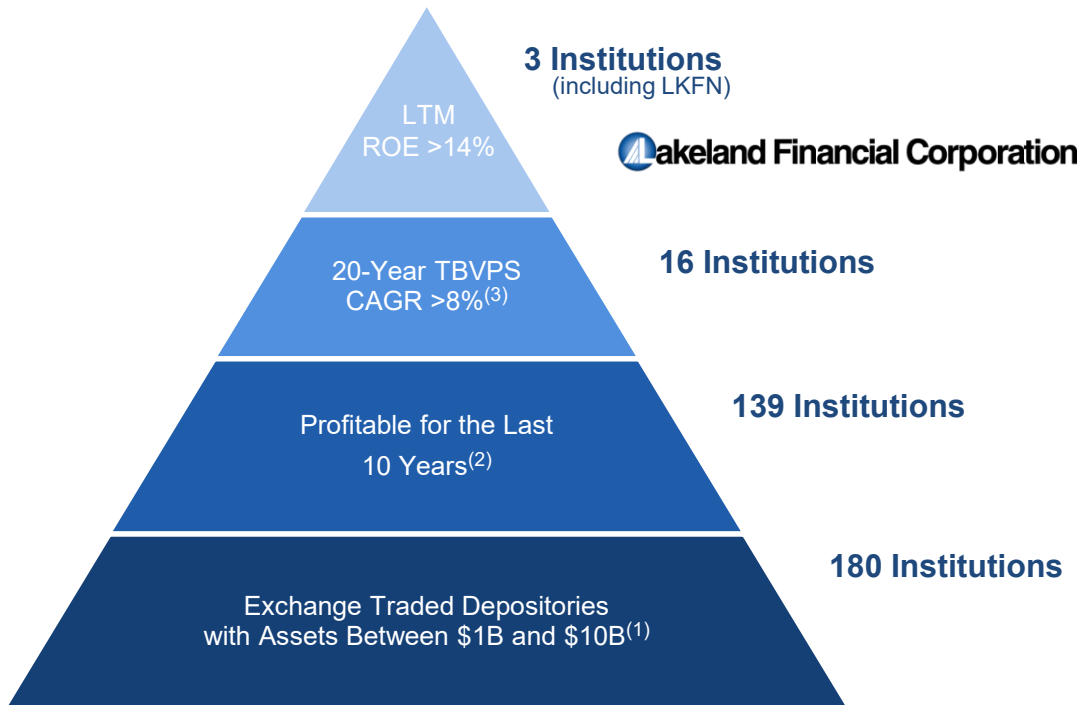 3 Institutions
(including LKFN)
LTM
ROE >14%
Lakeland Financial Corporation
20-Year TBVPS
CAGR >8%(3)
16 Institutions
Profitable for the Last
10 Years(2)
139 Institutions
180 Institutions
Exchange Traded Depositories
with Assets Between $1B and $10B(1)